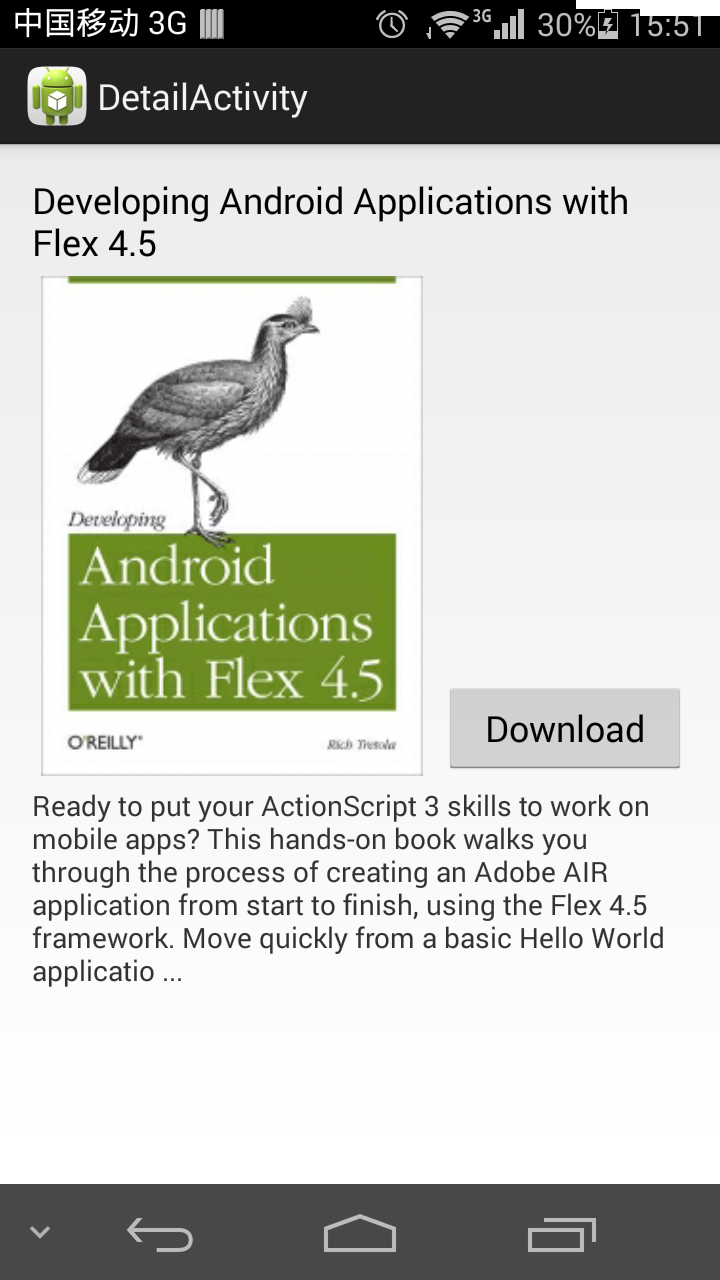 中国移动 3G
3G
30%
15:51
DetailActivity
Developing Android Applications with
Flex 4.5
Developing
Android
Applications
with Flex 4.5
O'REILLY®
Rich Tretola
Download
Ready to put your ActionScript 3 skills to work on
mobile apps? This hands-on book walks you
through the process of creating an Adobe AIR
application from start to finish, using the Flex 4.5
framework. Move quickly from a basic Hello World
applicatio ...